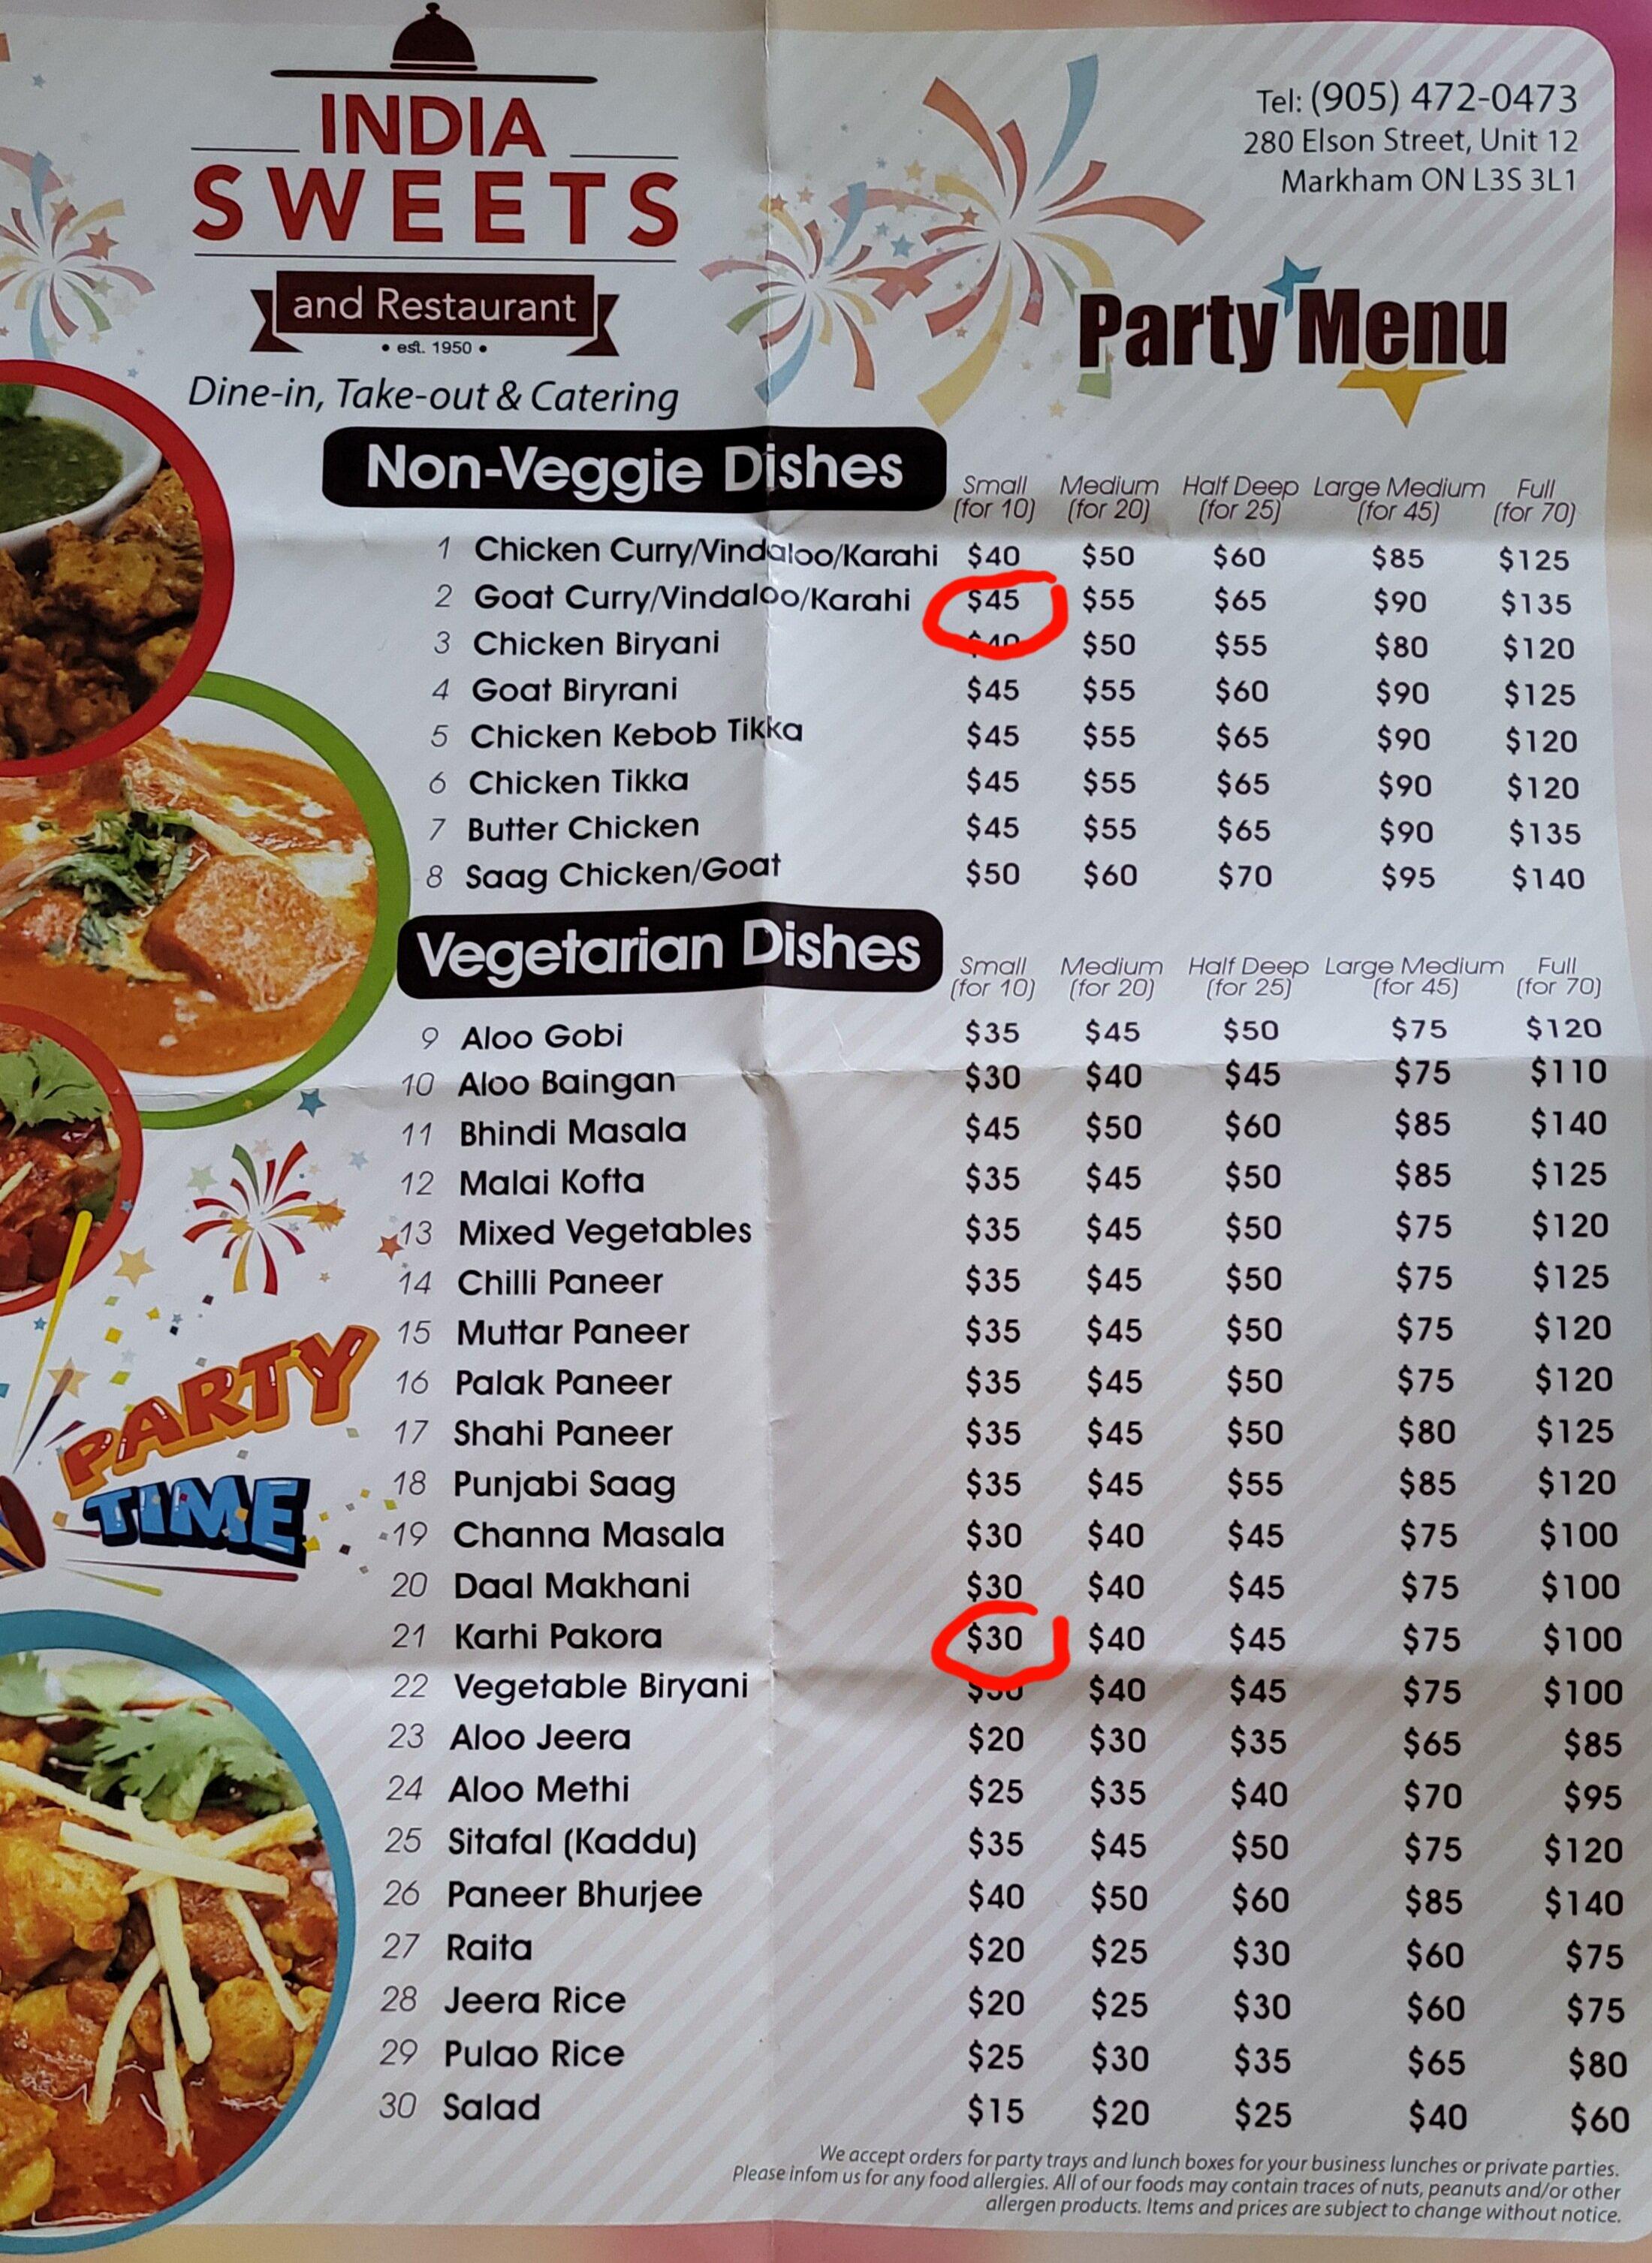 INDIA
SWEETS
and Restaurant
• est. 1950 •
Dine-in, Take-out & Catering
Tel: (905) 472-0473
280 Elson Street, Unit 12
Markham ON L3S 3L1
Party Menu
Non-Veggie Dishes
Small (for 10) Medium (for 20) Half Deep (for 25) Large Medium (for 45) Full (for 70)
1 Chicken Curry/Vindaloo/Karahi $40 $50 $60 $85 $125
2 Goat Curry/Vindaloo/Karahi $45 $55 $65 $90 $135
3 Chicken Biryani $40 $50 $55 $80 $120
4 Goat Biryrani $45 $55 $60 $90 $125
5 Chicken Kebob Tikka $45 $55 $65 $90 $120
6 Chicken Tikka $45 $55 $65 $90 $120
7 Butter Chicken $45 $55 $65 $90 $135
8 Saag Chicken/Goat $50 $60 $70 $95 $140
Vegetarian Dishes
Small (for 10) Medium (for 20) Half Deep (for 25) Large Medium (for 45) Full (for 70)
9 Aloo Gobi $35 $45 $50 $75 $120
10 Aloo Baingan $30 $40 $45 $75 $110
11 Bhindi Masala $45 $50 $60 $85 $140
12 Malai Kofta $35 $45 $50 $85 $125
13 Mixed Vegetables $35 $45 $50 $75 $120
14 Chilli Paneer $35 $45 $50 $75 $125
15 Muttar Paneer $35 $45 $50 $75 $120
16 Palak Paneer $35 $45 $50 $75 $120
17 Shahi Paneer $35 $45 $50 $80 $125
18 Punjabi Saag $35 $45 $55 $85 $120
19 Channa Masala $30 $40 $45 $75 $100
20 Daal Makhani $30 $40 $45 $75 $100
21 Karhi Pakora $30 $40 $45 $75 $100
22 Vegetable Biryani $30 $40 $45 $75 $100
23 Aloo Jeera $20 $30 $35 $65 $85
24 Aloo Methi $25 $35 $40 $70 $95
25 Sitafal (Kaddu) $35 $45 $50 $75 $120
26 Paneer Bhurjee $40 $50 $60 $85 $140
27 Raita $20 $25 $30 $60 $75
28 Jeera Rice $20 $25 $30 $60 $75
29 Pulao Rice $25 $30 $35 $65 $80
30 Salad $15 $20 $25 $40 $60
PARTY
TIME
We accept orders for party trays and lunch boxes for your business lunches or private parties.
Please infom us for any food allergies. All of our foods may contain traces of nuts, peanuts and/or other
allergen products. Items and prices are subject to change without notice.